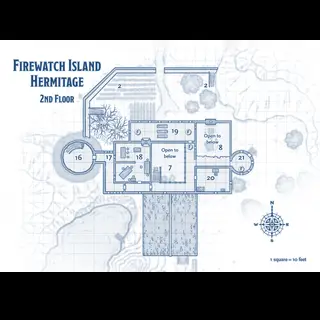 FIREWATCH ISLAND
HERMITAGE
2ND FLOOR
2
2
19
Open to
below
8
16
17
18
Open to
below
7
21
20
N
W
E
S
1 square = 10 feet